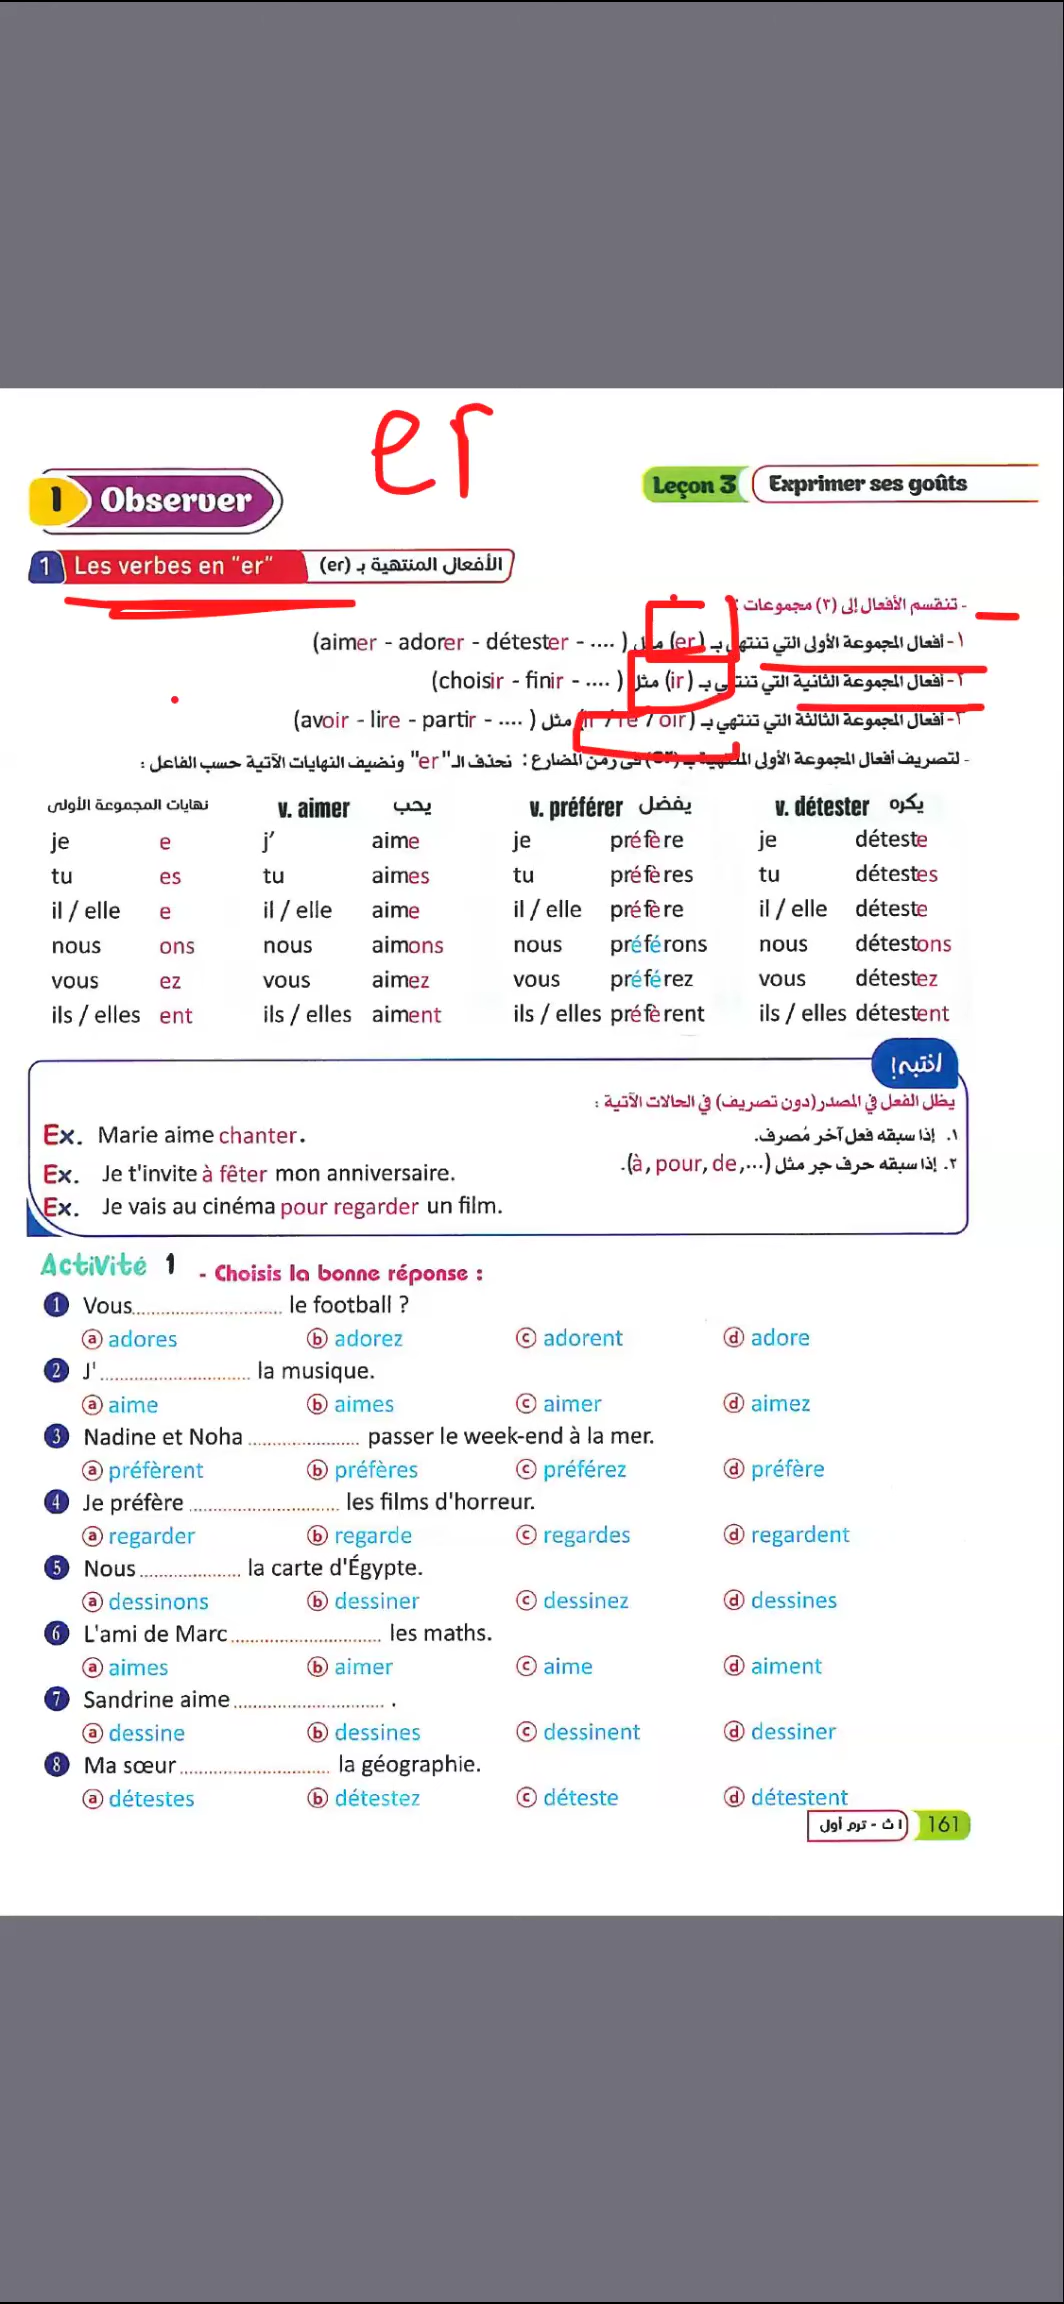 er
1 Observer
Leçon 3 Exprimer ses goûts
1 Les verbes en "er" الأفعال المنتهية بـ (er)
- تنقسم الأفعال إلى (٣) مجموعات :
١- أفعال المجموعة الأولى التي تنتهي بـ (er) مثل (aimer - adorer - détester - ....)
٢- أفعال المجموعة الثانية التي تنتهي بـ (ir) مثل (choisir - finir - ....)
٣- أفعال المجموعة الثالثة التي تنتهي بـ (ir / re / oir) مثل (avoir - lire - partir - ....)
- لتصريف أفعال المجموعة الأولى المنتهية بـ (er) في زمن المضارع : نحذف الـ "er" ونضيف النهايات الآتية حسب الفاعل :
نهايات المجموعة الأولى v. aimer يحب v. préférer يفضل v. détester يكره
je e j' aime je préfère je déteste
tu es tu aimes tu préfères tu détestes
il / elle e il / elle aime il / elle préfère il / elle déteste
nous ons nous aimons nous préférons nous détestons
vous ez vous aimez vous préférez vous détestez
ils / elles ent ils / elles aiment ils / elles préfèrent ils / elles détestent
انتبه!
يظل الفعل في المصدر(دون تصريف) في الحالات الآتية :
Ex. Marie aime chanter. ١. إذا سبقه فعل آخر مُصرف.
Ex. Je t'invite à fêter mon anniversaire. ٢. إذا سبقه حرف جر مثل (à, pour, de,...).
Ex. Je vais au cinéma pour regarder un film.
Activité 1 - Choisis la bonne réponse :
1 Vous.............................. le football ?
a adores b adorez c adorent d adore
2 J'.............................. la musique.
a aime b aimes c aimer d aimez
3 Nadine et Noha ...................... passer le week-end à la mer.
a préfèrent b préfères c préférez d préfère
4 Je préfère .............................. les films d'horreur.
a regarder b regarde c regardes d regardent
5 Nous .................... la carte d'Égypte.
a dessinons b dessiner c dessinez d dessines
6 L'ami de Marc.............................. les maths.
a aimes b aimer c aime d aiment
7 Sandrine aime .............................. .
a dessine b dessines c dessinent d dessiner
8 Ma sœur .............................. la géographie.
a détestes b détestez c déteste d détestent
١ ث - ترم أول 161